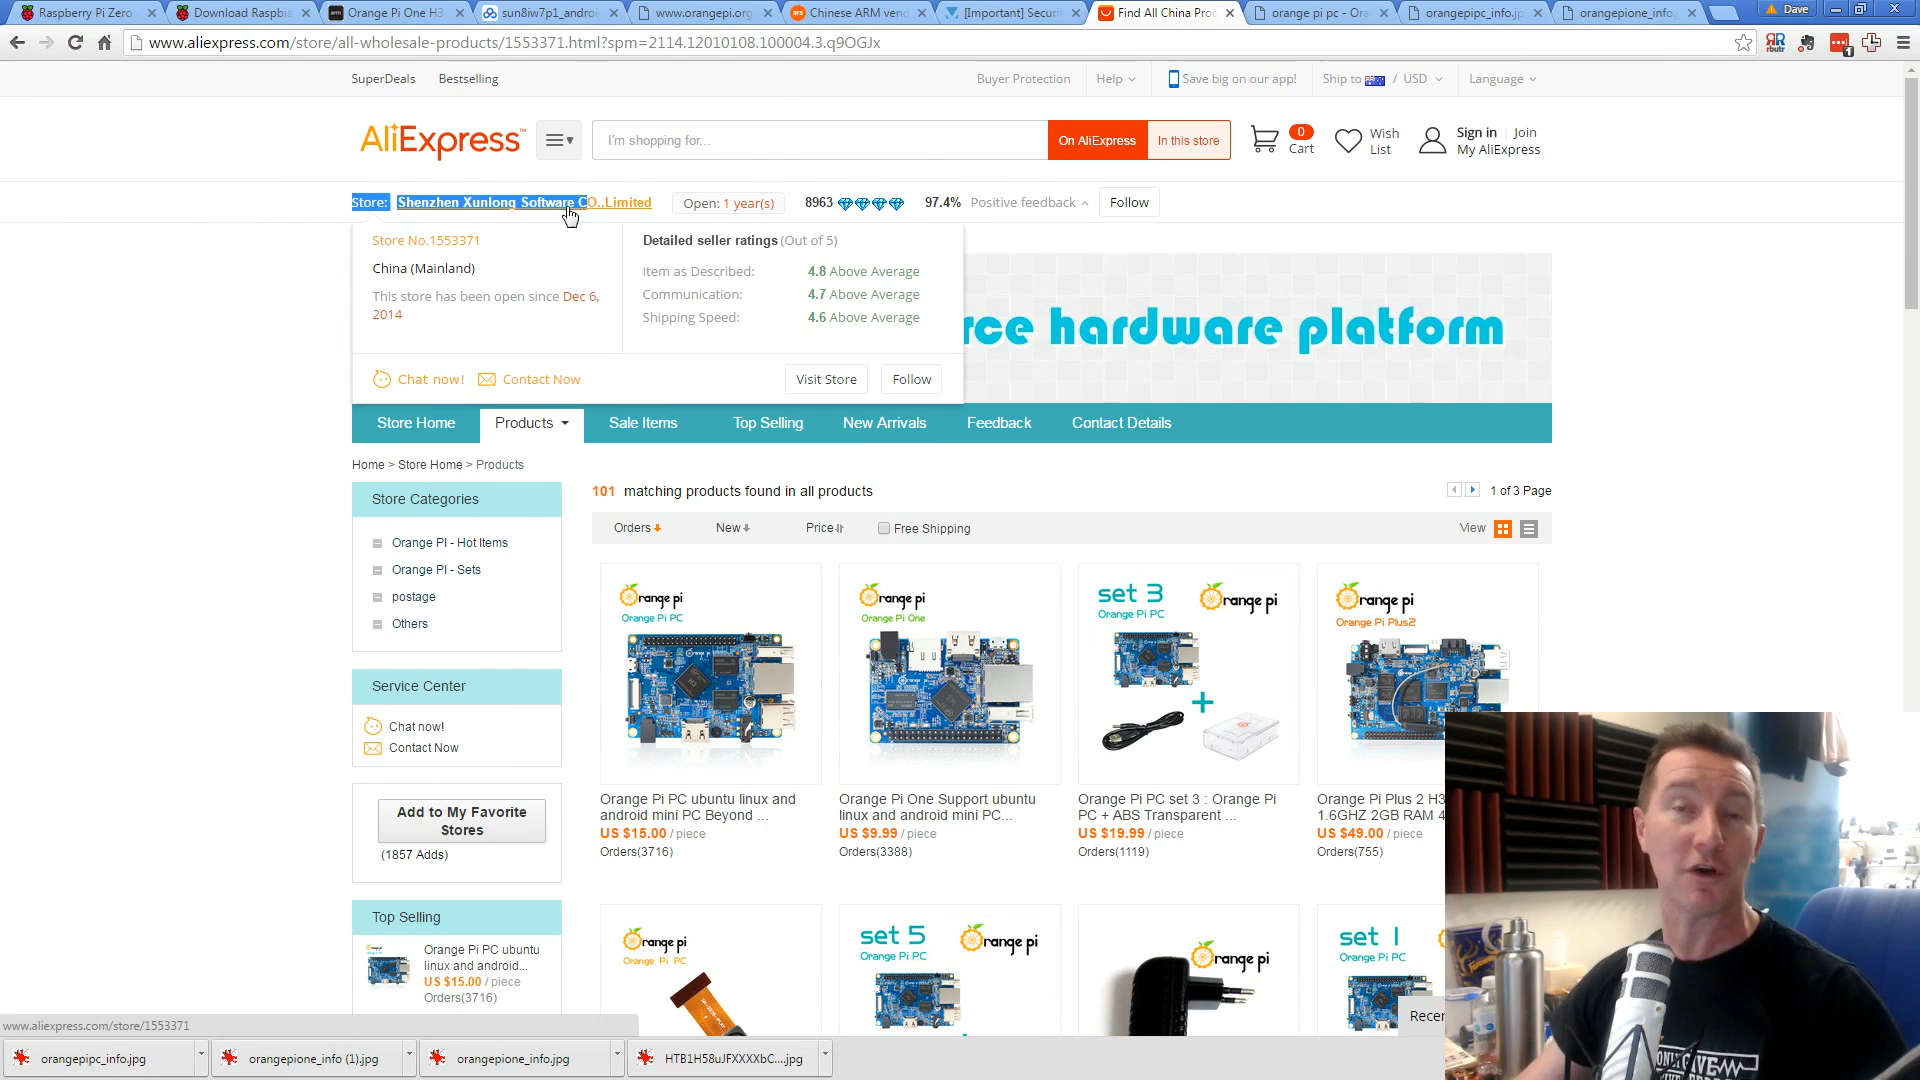 Raspberry Pi Zero
Download Raspbia
Orange Pi One H3
sun8iw7p1_androi
www.orangepi.org
Chinese ARM vend
[Important] Securi
Find All China Proc
orange pi pc - Ora
orangepipc_info.jp
orangepione_info.
Dave
www.aliexpress.com/store/all-wholesale-products/1553371.html?spm=2114.12010108.100004.3.q9OGJx
SuperDeals Bestselling Buyer Protection Help Save big on our app! Ship to / USD Language
AliExpress™ I'm shopping for... On AliExpress In this store 0 Cart Wish List Sign in Join My AliExpress
Store: Shenzhen Xunlong Software CO.,Limited Open: 1 year(s) 8963 97.4% Positive feedback Follow
Store No.1553371
China (Mainland)
This store has been open since Dec 6,
2014
Detailed seller ratings (Out of 5)
Item as Described: 4.8 Above Average
Communication: 4.7 Above Average
Shipping Speed: 4.6 Above Average
Chat now! Contact Now Visit Store Follow
rce hardware platform
Store Home Products Sale Items Top Selling New Arrivals Feedback Contact Details
Home > Store Home > Products
Store Categories
Orange PI - Hot Items
Orange PI - Sets
postage
Others
Service Center
Chat now!
Contact Now
Add to My Favorite
Stores
(1857 Adds)
Top Selling
Orange Pi PC ubuntu
linux and android...
US $15.00 / piece
Orders(3716)
101 matching products found in all products 1 of 3 Page
Orders New Price Free Shipping View
Orange pi
Orange Pi PC
Orange Pi PC ubuntu linux and
android mini PC Beyond ...
US $15.00 / piece
Orders(3716)
Orange pi
Orange Pi One
Orange Pi One Support ubuntu
linux and android mini PC...
US $9.99 / piece
Orders(3388)
set 3
Orange Pi PC
Orange pi
Orange Pi PC set 3 : Orange Pi
PC + ABS Transparent ...
US $19.99 / piece
Orders(1119)
Orange pi
Orange Pi Plus2
Orange Pi Plus 2 H3
1.6GHZ 2GB RAM 4
US $49.00 / piece
Orders(755)
Orange pi
Orange Pi PC
set 5
Orange Pi PC
Orange pi
Orange pi
set 1
Orange Pi PC
Recen
www.aliexpress.com/store/1553371
orangepipc_info.jpg
orangepione_info (1).jpg
orangepione_info.jpg
HTB1H58uJFXXXXbC....jpg